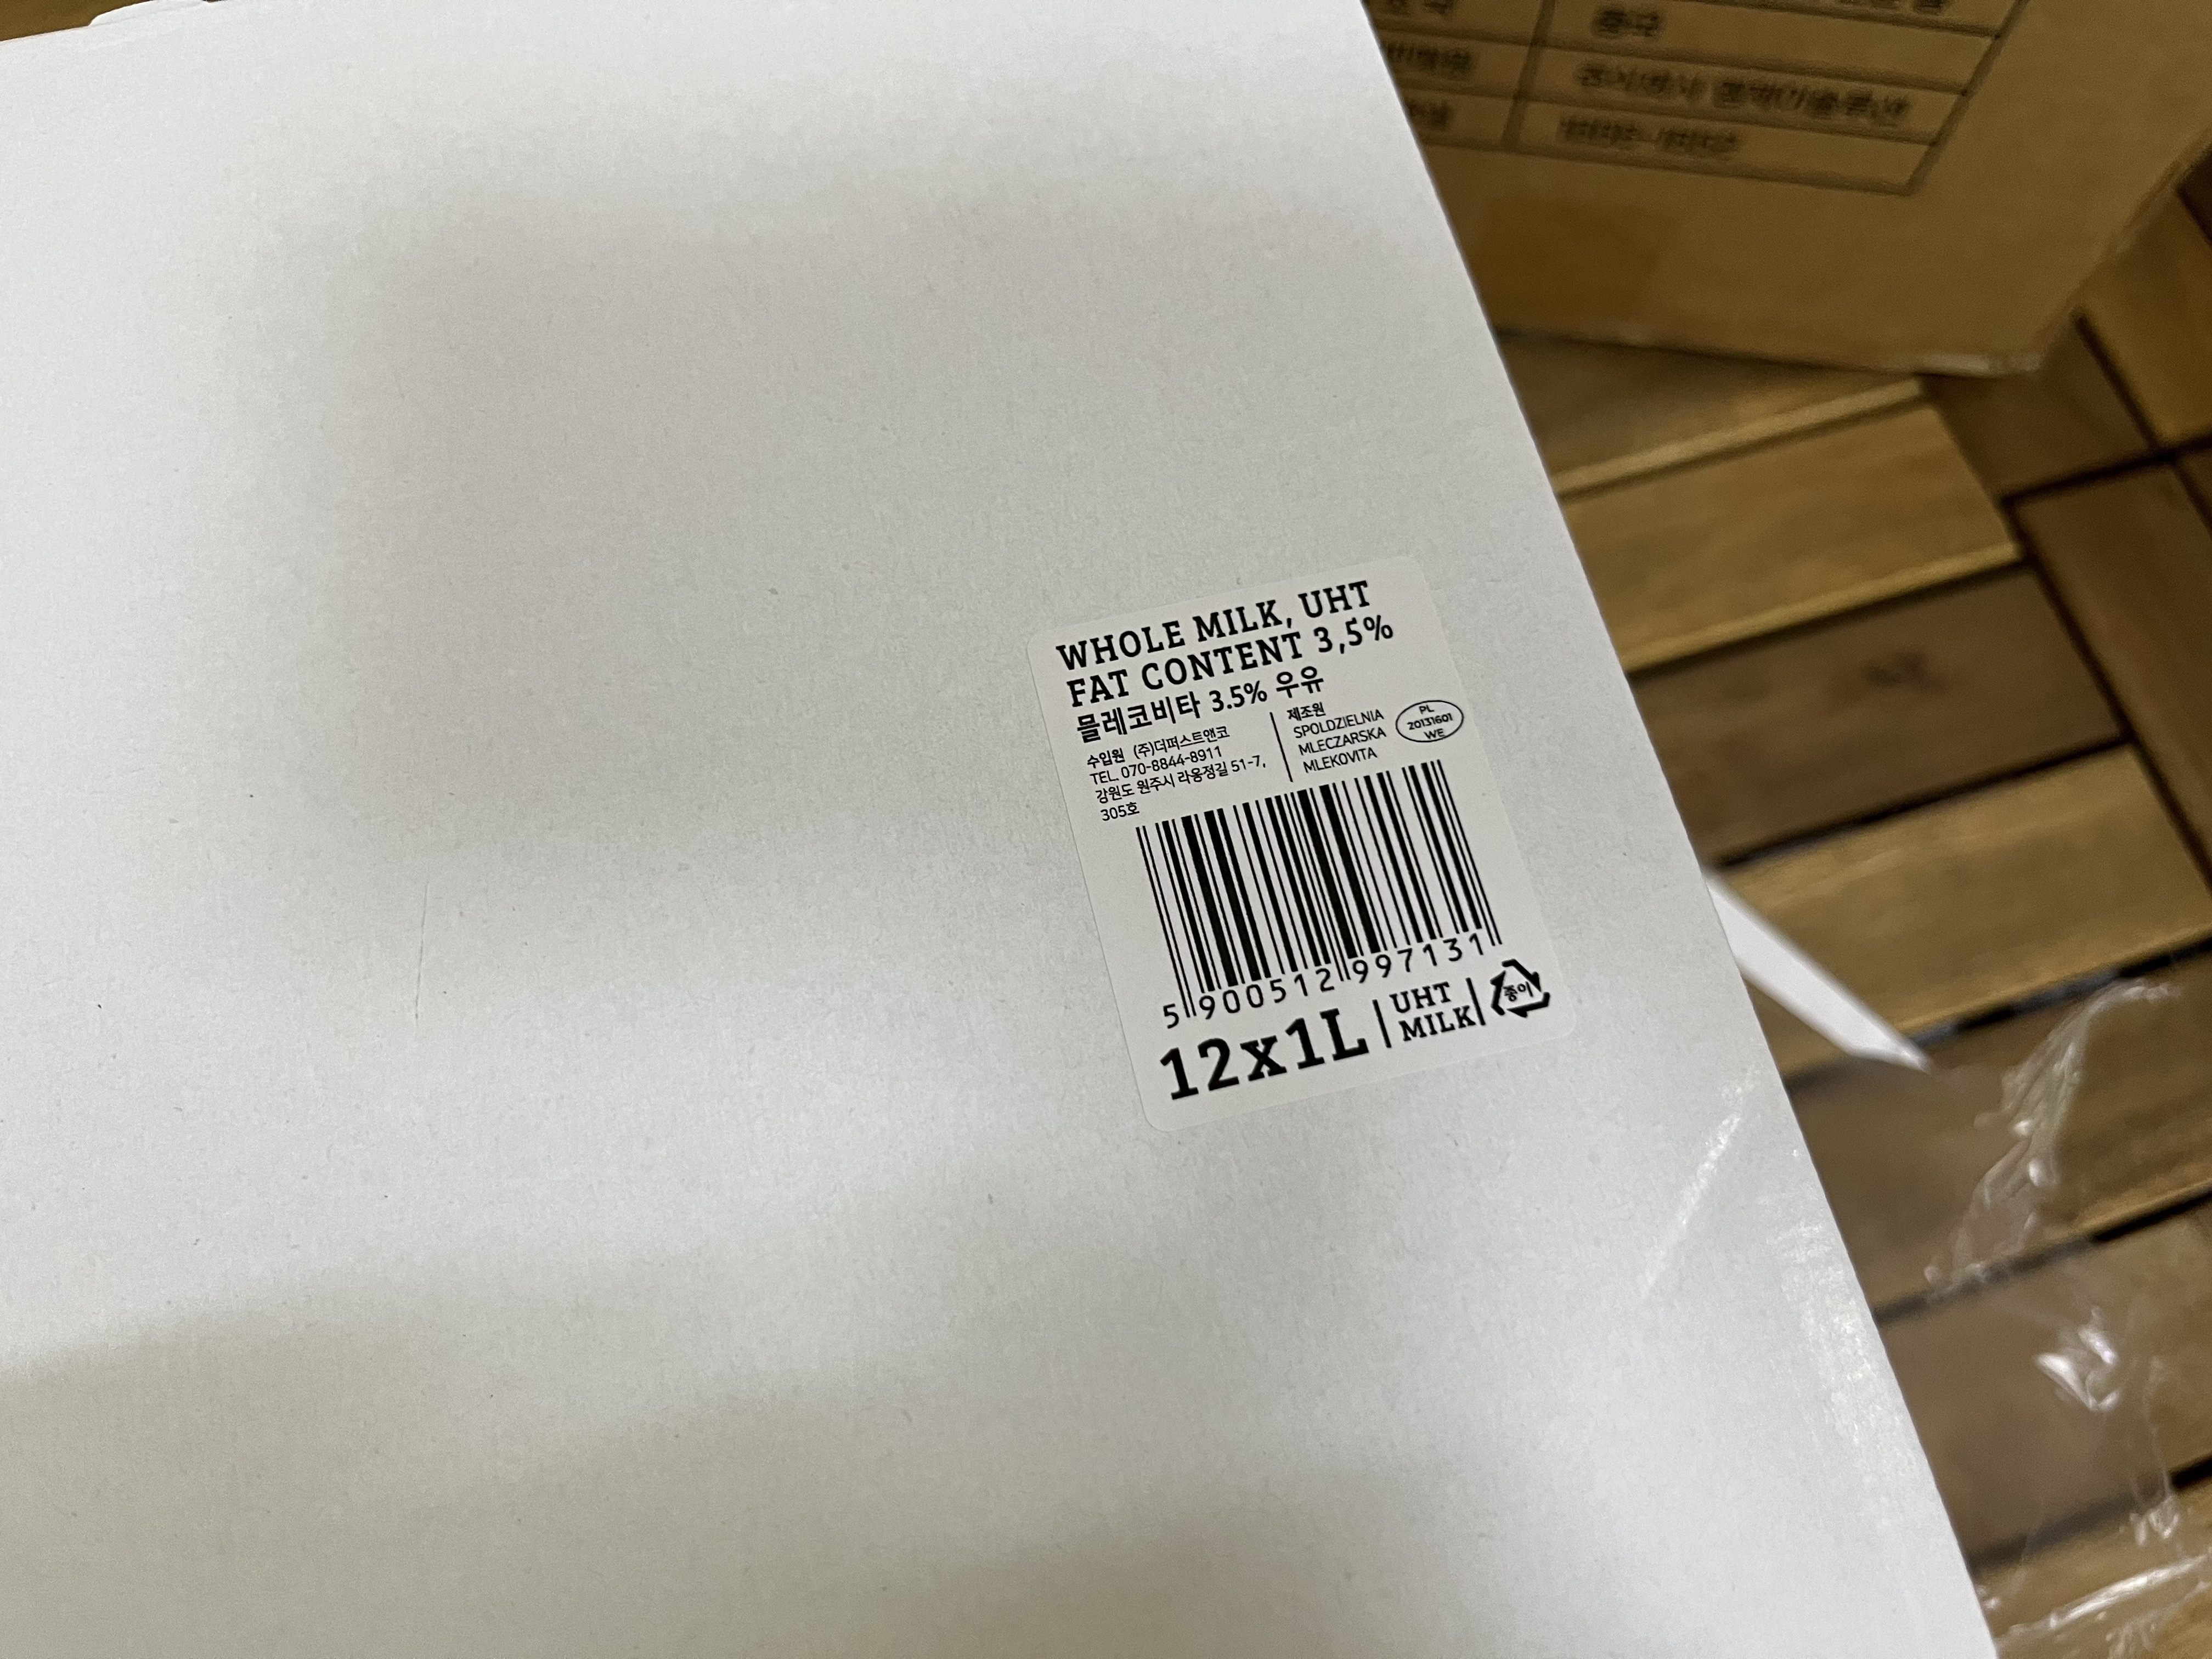 WHOLE MILK, UHT
FAT CONTENT 3,5%
믈레코비타 3.5% 우유
수입원 (주)더퍼스트앤코
TEL. 070-8844-8911
강원도 원주시 라옹정길 51-7,
305호
제조원
SPOLDZIELNIA
MLECZARSKA
MLEKOVITA
PL
20131601
WE
5 900512 997131
12x1L
UHT
MILK
종이